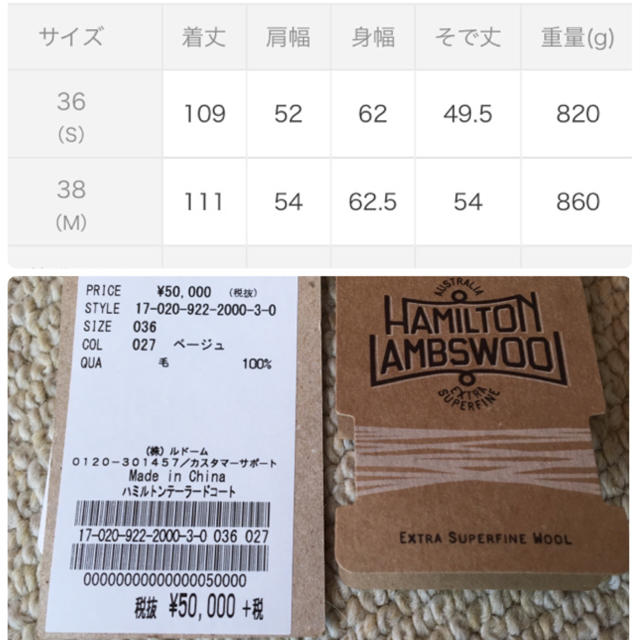 サイズ 着丈 肩幅 身幅 そで丈 重量(g)
36 109 52 62 49.5 820
(S)
38 111 54 62.5 54 860
(M)
PRICE ¥50,000 (税抜)
STYLE 17-020-922-2000-3-0
SIZE 036
COL 027 ベージュ
QUA 毛 100%
(株) ルドーム
0120-301457/カスタマーサポート
Made in China
ハミルトンテーラードコート
17-020-922-2000-3-0 036 027
00000000000000050000
税抜 ¥50,000 +税
AUSTRALIA
HAMILTON
LAMBSWOOL
EXTRA
SUPERFINE
EXTRA SUPERFINE WOOL